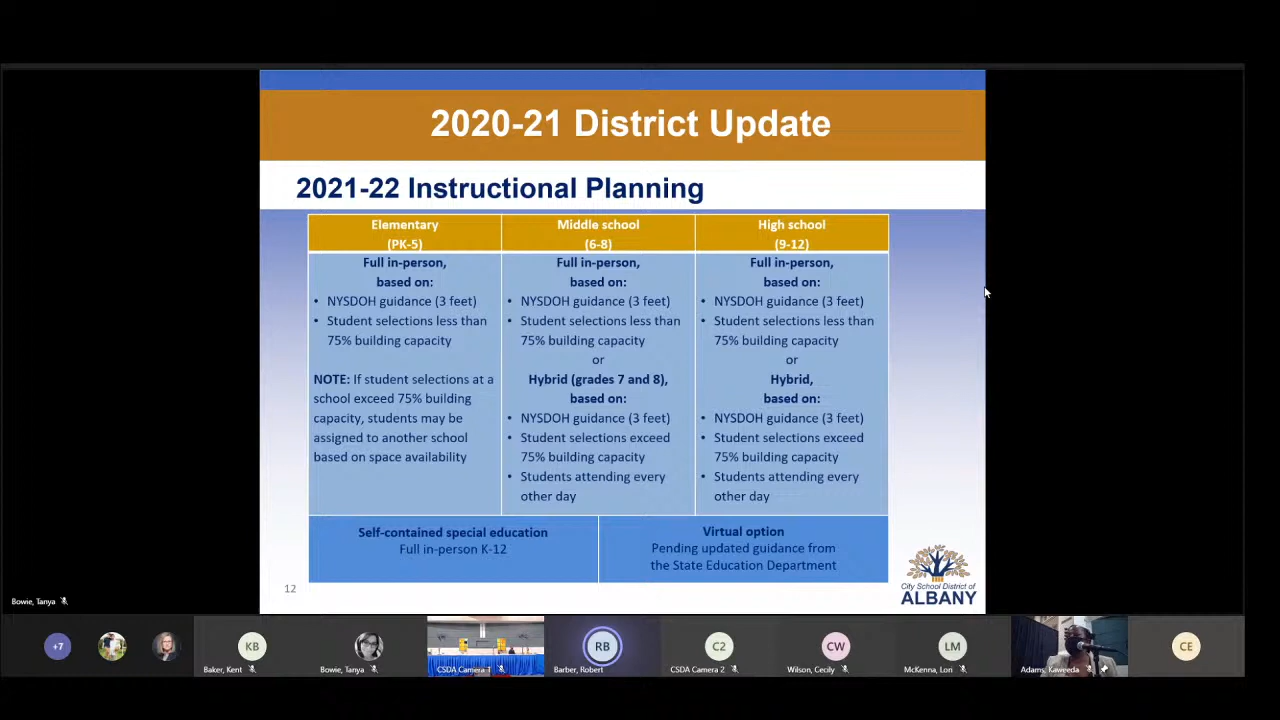 2020-21 District Update
2021-22 Instructional Planning
Elementary
(PK-5)
Full in-person,
based on:
• NYSDOH guidance (3 feet)
• Student selections less than
75% building capacity
NOTE: If student selections at a
school exceed 75% building
capacity, students may be
assigned to another school
based on space availability
Middle school
(6-8)
Full in-person,
based on:
• NYSDOH guidance (3 feet)
• Student selections less than
75% building capacity
or
Hybrid (grades 7 and 8),
based on:
• NYSDOH guidance (3 feet)
• Student selections exceed
75% building capacity
• Students attending every
other day
High school
(9-12)
Full in-person,
based on:
• NYSDOH guidance (3 feet)
• Student selections less than
75% building capacity
or
Hybrid,
based on:
• NYSDOH guidance (3 feet)
• Student selections exceed
75% building capacity
• Students attending every
other day
Self-contained special education
Full in-person K-12
Virtual option
Pending updated guidance from
the State Education Department
12
City School District of
ALBANY
Bowie, Tanya
+7
KB
Baker, Kent
Bowie, Tanya
CSDA Camera 1
RB
Barber, Robert
C2
CSDA Camera 2
CW
Wilson, Cecily
LM
McKenna, Lori
Adams, Kaweeda
CE